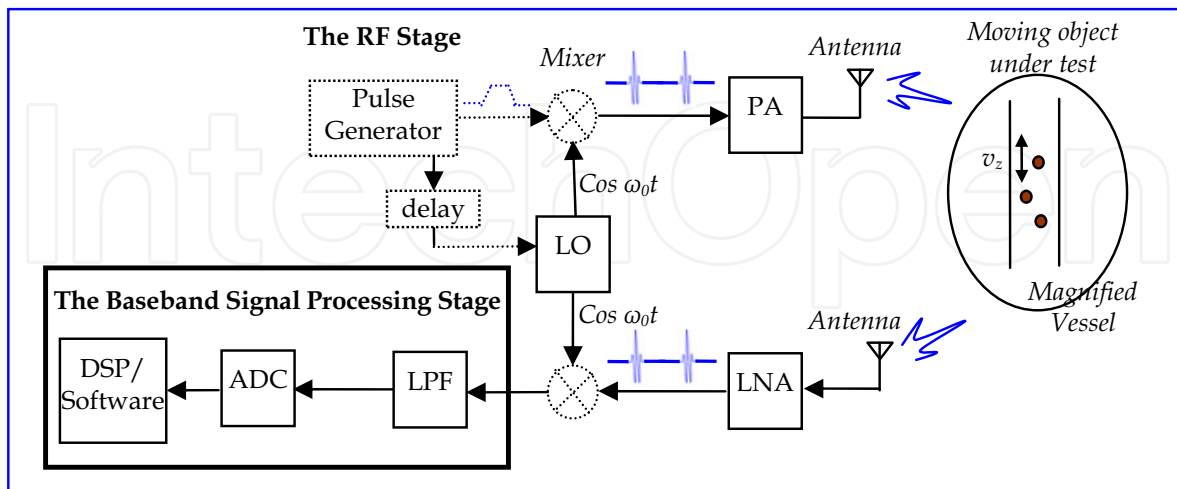 The RF Stage
Mixer
Antenna
Moving object
under test
Pulse
Generator
PA
v_z
Cos ω₀t
delay
LO
The Baseband Signal Processing Stage
Cos ω₀t
Antenna
Magnified
Vessel
DSP/
Software
ADC
LPF
LNA
IntechOpen